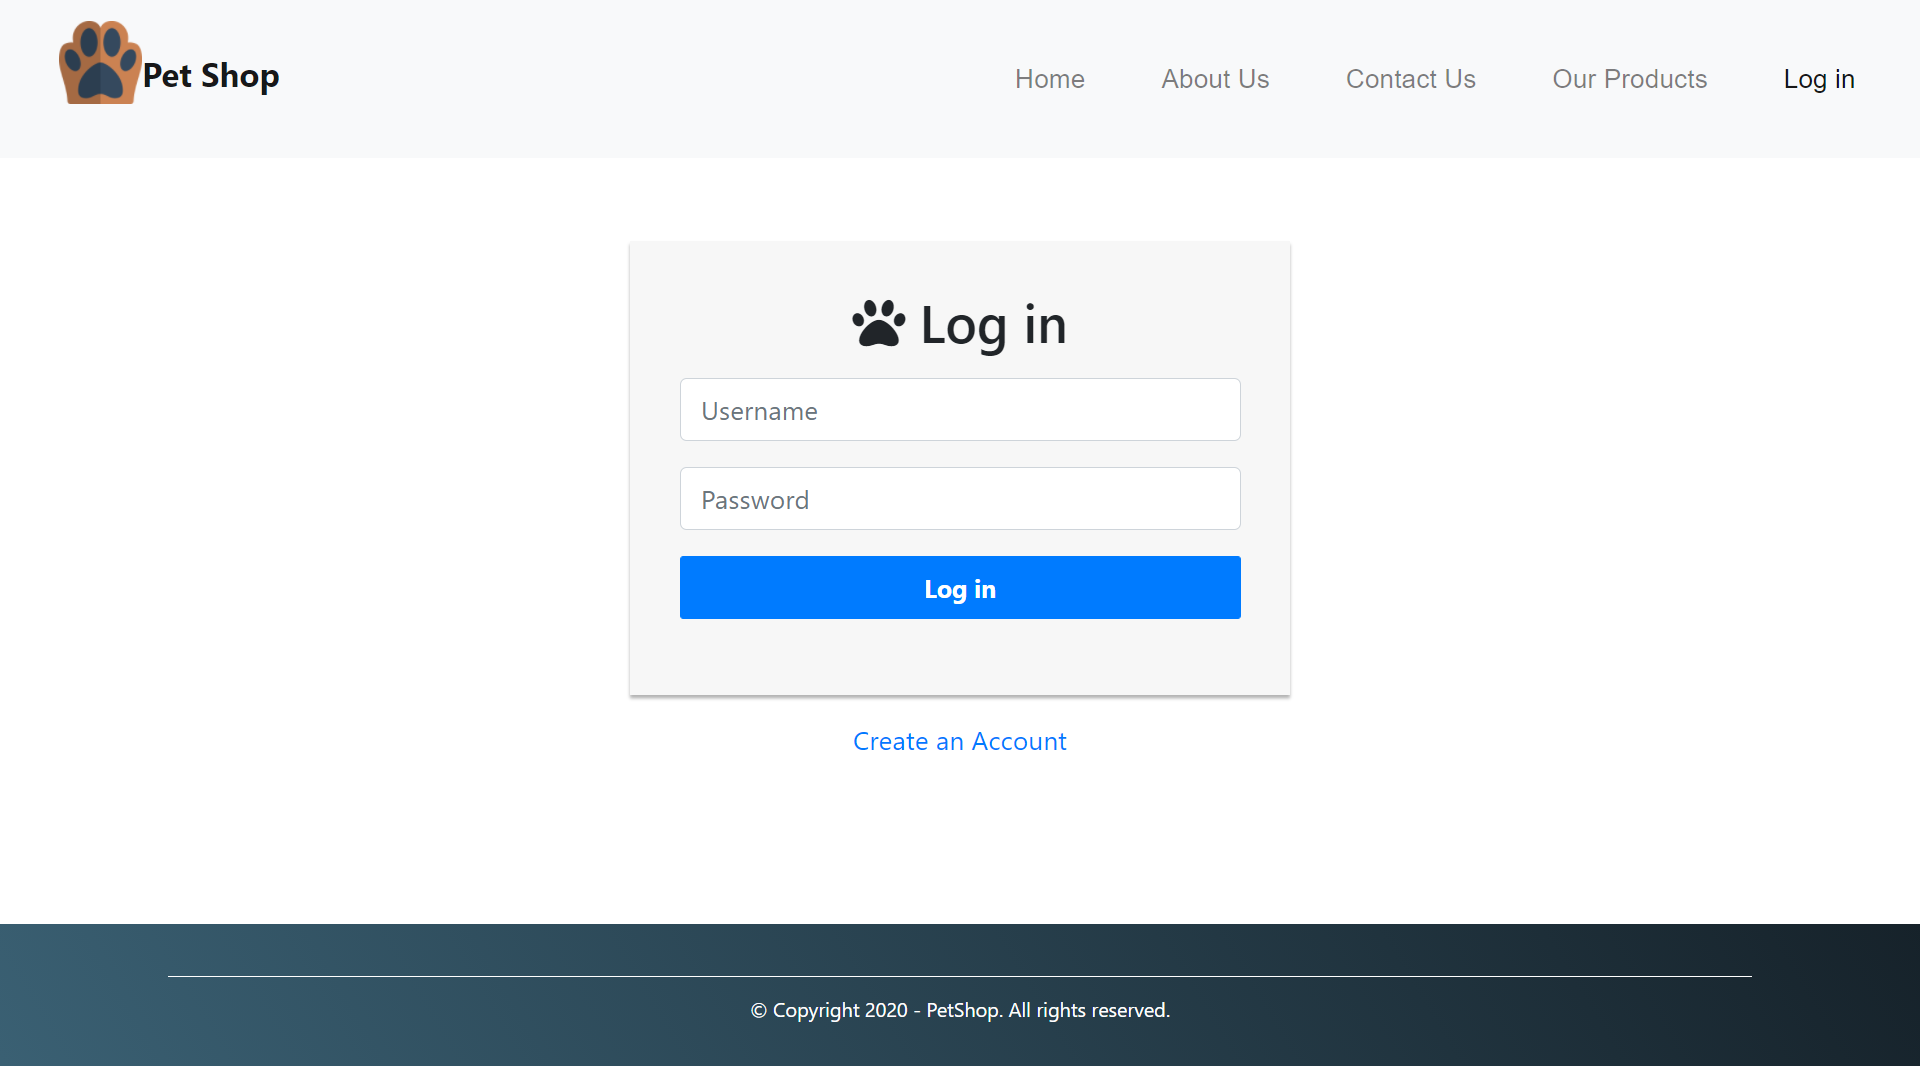 Pet Shop
Home
About Us
Contact Us
Our Products
Log in
Log in
Username
Password
Log in
Create an Account
© Copyright 2020 - PetShop. All rights reserved.